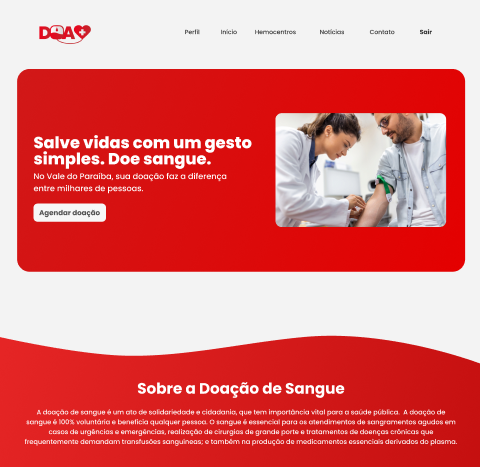 DOA
Perfil Início Hemocentros Notícias Contato Sair
Salve vidas com um gesto
simples. Doe sangue.
No Vale do Paraíba, sua doação faz a diferença
entre milhares de pessoas.
Agendar doação
Sobre a Doação de Sangue
A doação de sangue é um ato de solidariedade e cidadania, que tem importância vital para a saúde pública. A doação de
sangue é 100% voluntária e beneficia qualquer pessoa. O sangue é essencial para os atendimentos de sangramentos agudos em
casos de urgências e emergências, realização de cirurgias de grande porte e tratamentos de doenças crônicas que
frequentemente demandam transfusões sanguíneas; e também na produção de medicamentos essenciais derivados do plasma.